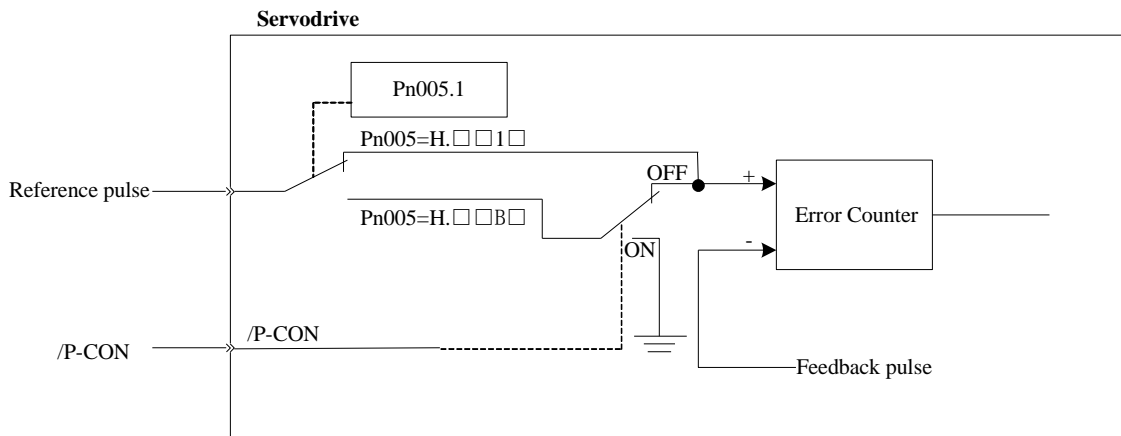 Servodrive
Pn005.1
Pn005=H.□□1□
Reference pulse
OFF
+
Error Counter
Pn005=H.□□B□
ON
-
/P-CON
/P-CON
Feedback pulse